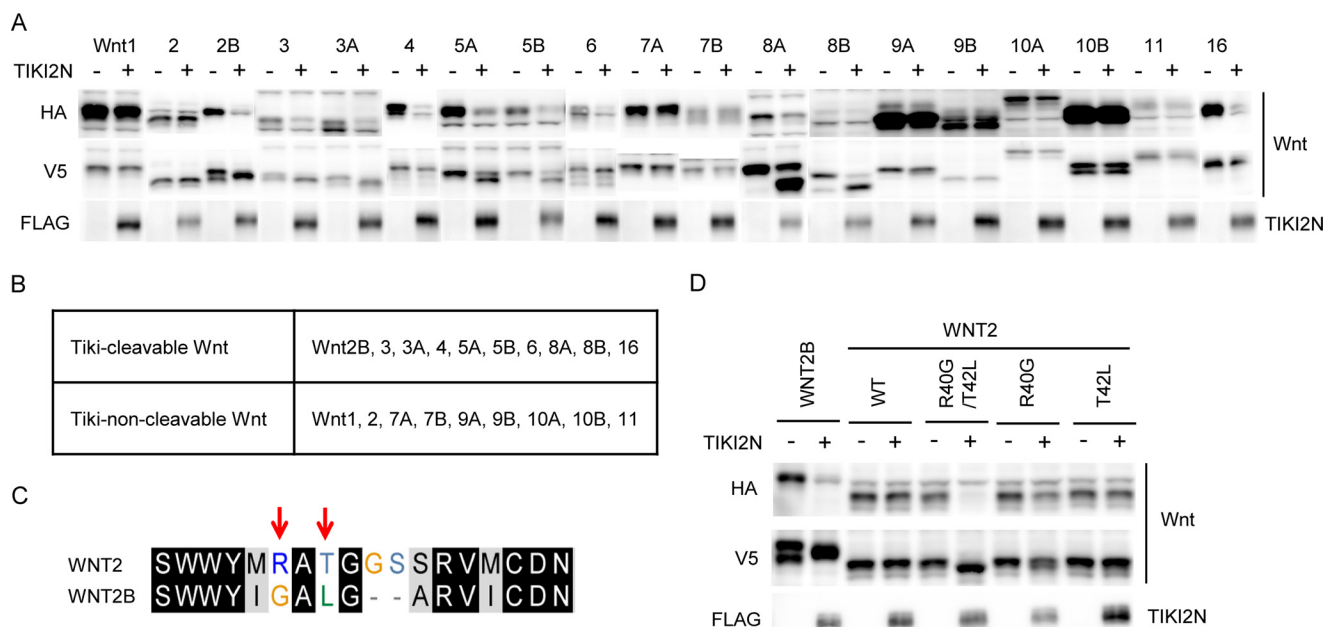 A
Wnt1 2 2B 3 3A 4 5A 5B 6 7A 7B 8A 8B 9A 9B 10A 10B 11 16
TIKI2N - + - + - + - + - + - + - + - + - + - + - + - + - + - + - + - + - + - + - +
HA
V5
Wnt
FLAG
TIKI2N
B
Tiki-cleavable Wnt
Wnt2B, 3, 3A, 4, 5A, 5B, 6, 8A, 8B, 16
Tiki-non-cleavable Wnt
Wnt1, 2, 7A, 7B, 9A, 9B, 10A, 10B, 11
C
WNT2 SWWYMRATGGSSRVMCDN
WNT2B SWWYIGALG--ARVICDN
D
WNT2
WNT2B
WT
R40G
/T42L
R40G
T42L
TIKI2N - + - + - + - + - +
HA
V5
Wnt
FLAG
TIKI2N